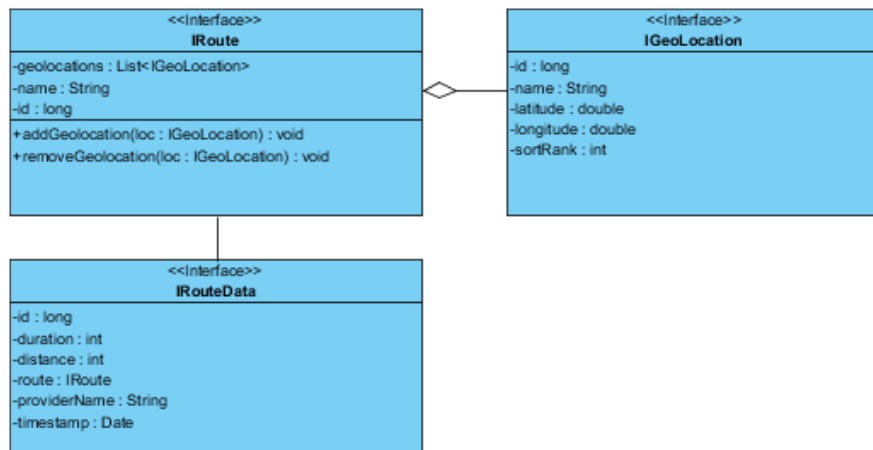 <<Interface>>
IRoute
-geolocations : List<IGeoLocation>
-name : String
-id : long
+addGeolocation(loc : IGeoLocation) : void
+removeGeolocation(loc : IGeoLocation) : void
<<Interface>>
IGeoLocation
-id : long
-name : String
-latitude : double
-longitude : double
-sortRank : int
<<Interface>>
IRouteData
-id : long
-duration : int
-distance : int
-route : IRoute
-providerName : String
-timestamp : Date